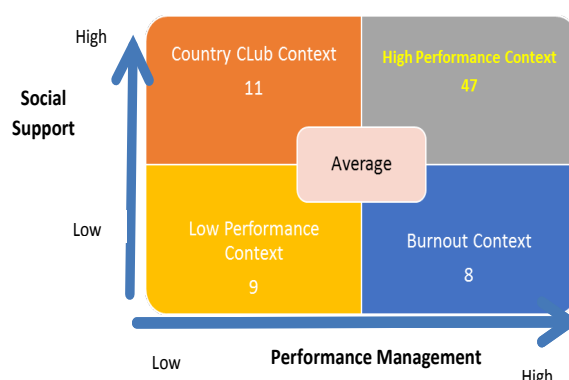 High
Social
Support
Low
Country CLub Context
11
High Performance Context
47
Average
Low Performance
Context
9
Burnout Context
8
Low
Performance Management
High